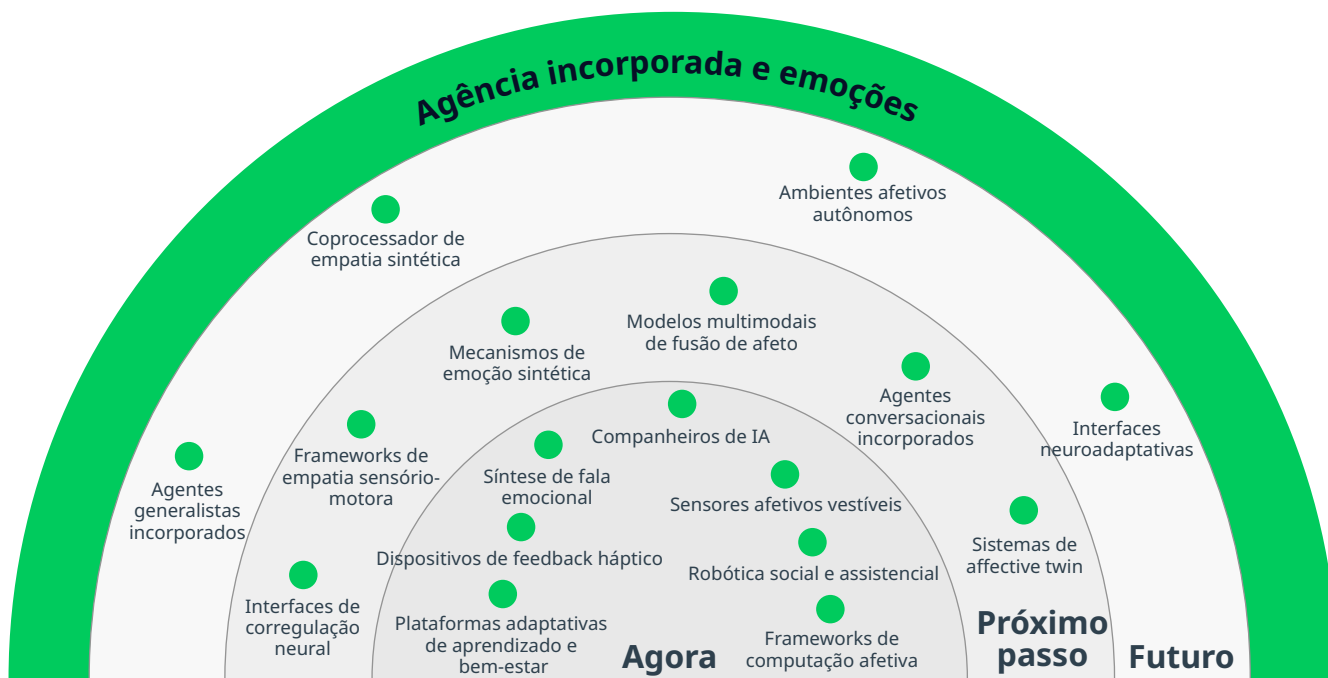 Agência incorporada e emoções
Ambientes afetivos
autônomos
Coprocessador de
empatia sintética
Modelos multimodais
de fusão de afeto
Mecanismos de
emoção sintética
Agentes
conversacionais
incorporados
Companheiros de IA
Interfaces
neuroadaptativas
Frameworks de
empatia sensório-
motora
Síntese de fala
emocional
Agentes
generalistas
incorporados
Sensores afetivos vestíveis
Dispositivos de feedback háptico
Sistemas de
affective twin
Robótica social e assistencial
Interfaces de
corregulação
neural
Plataformas adaptativas
de aprendizado e
bem-estar
Frameworks de
computação afetiva
Agora
Próximo
passo
Futuro